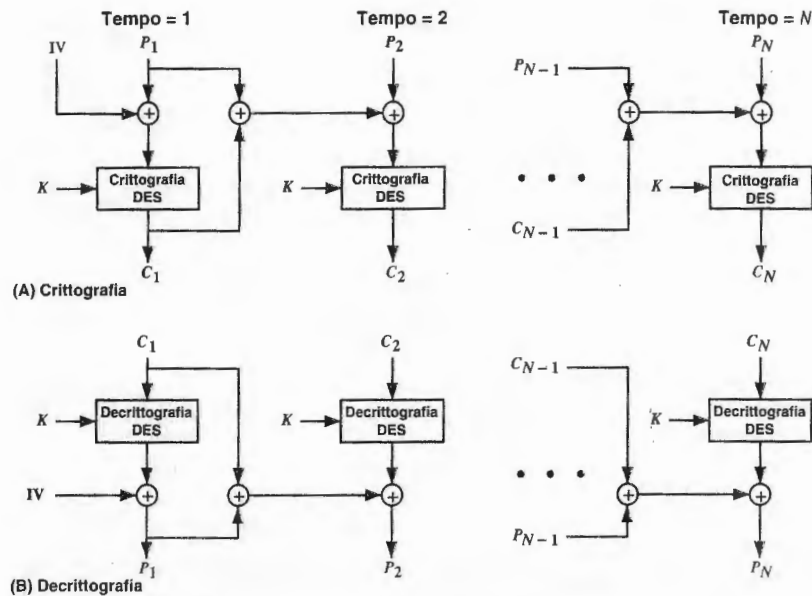 Tempo = 1 Tempo = 2 Tempo = N
IV P1 P2 PN-1 PN
K Crittografia DES K Crittografia DES K Crittografia DES
CN-1
C1 C2 CN
(A) Crittografia
C1 C2 CN-1 CN
K Decrittografia DES K Decrittografia DES K Decrittografia DES
IV
PN-1
P1 P2 PN
(B) Decrittografia